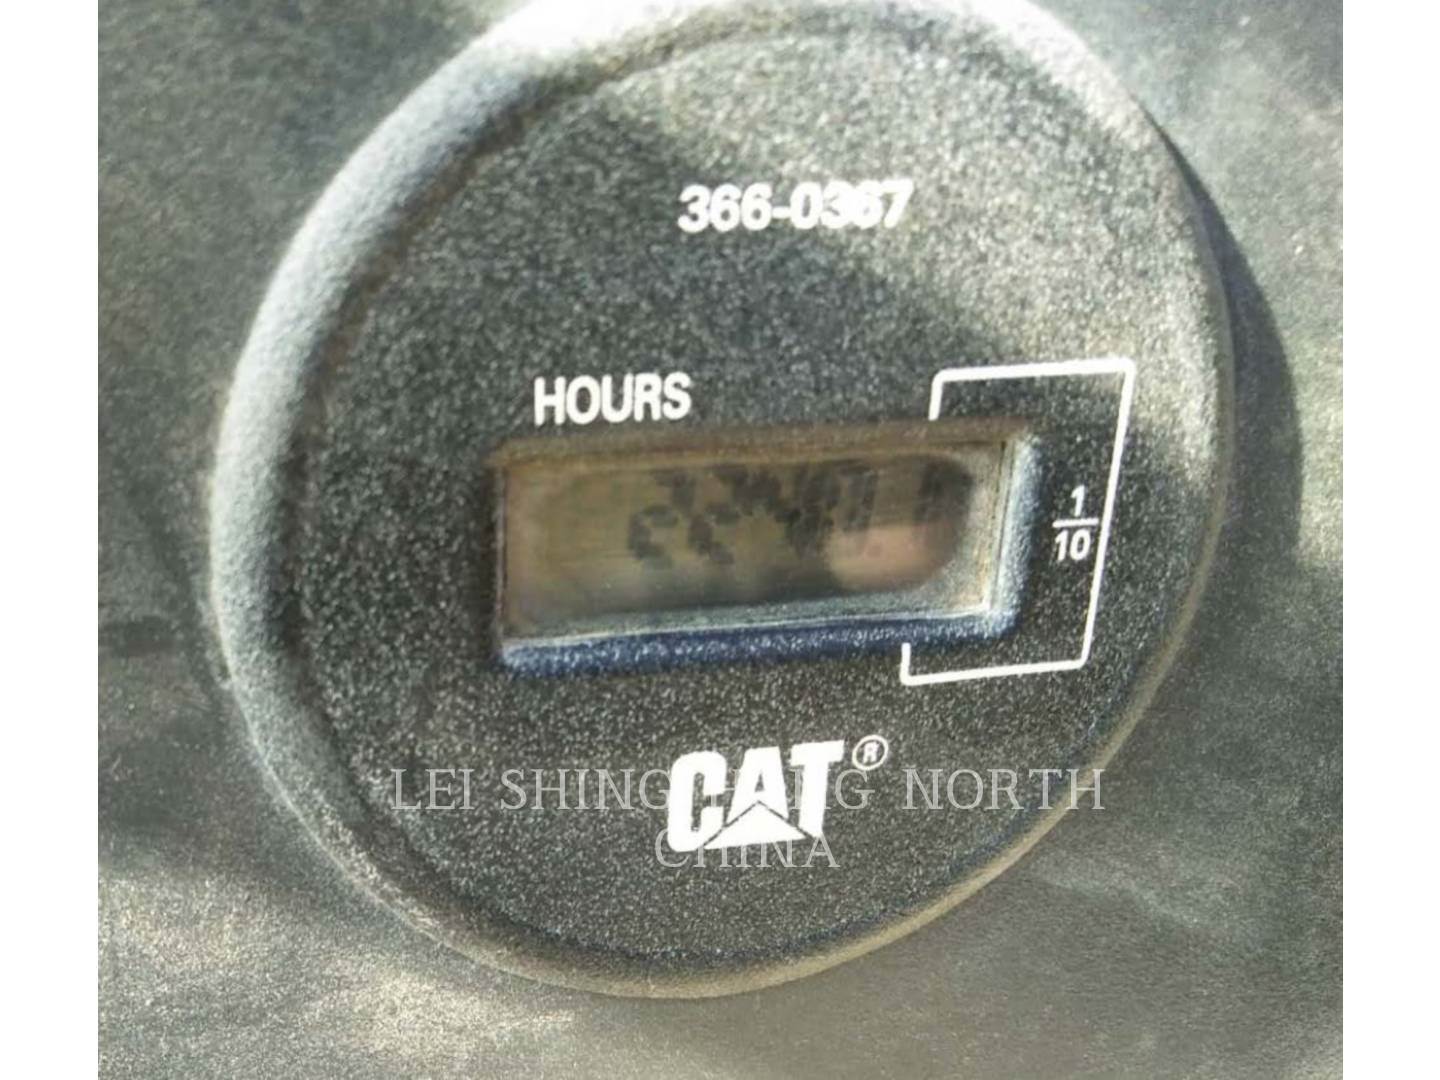 366-0367
HOURS
1
10
CAT®
LEI SHING HONG NORTH
CHINA